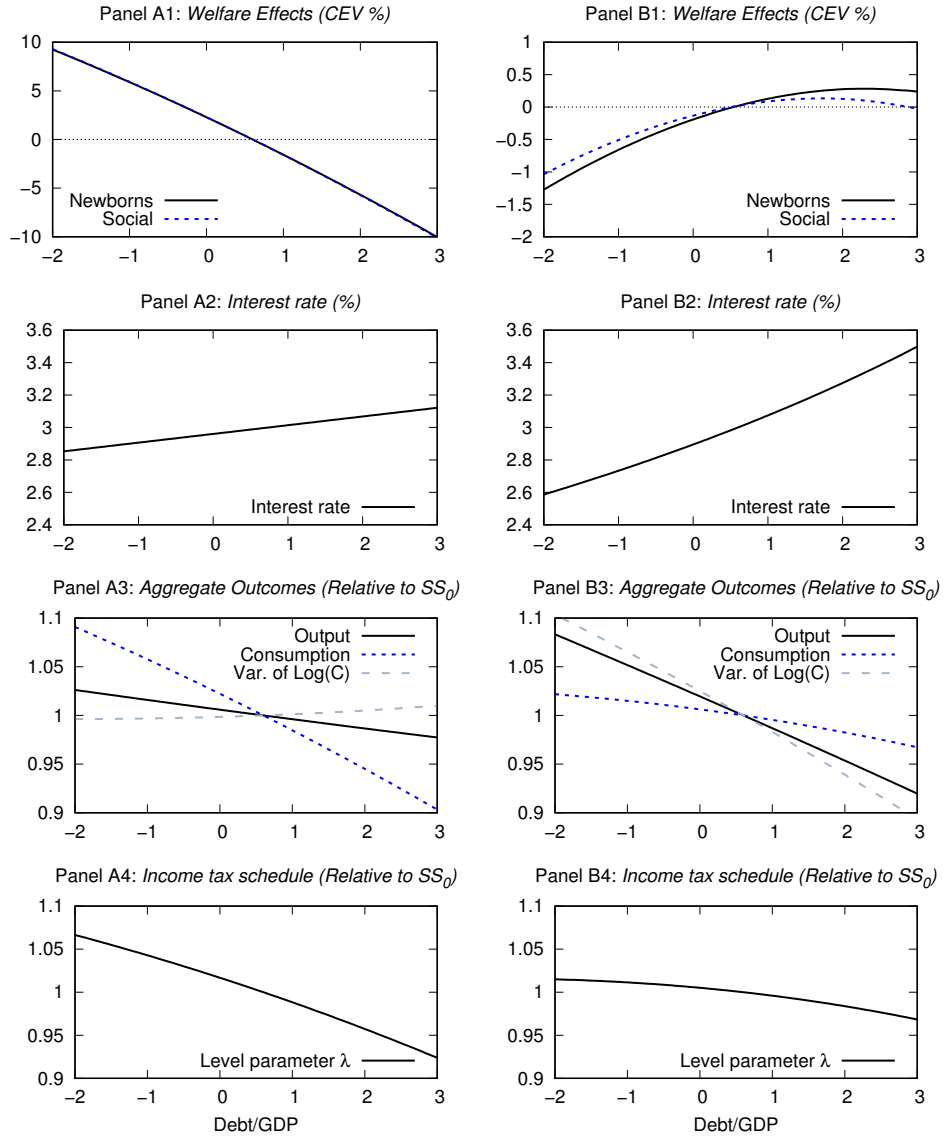 Panel A1: Welfare Effects (CEV %)
10
5
0
−5
−10
Newborns
Social
−2 −1 0 1 2 3
Panel B1: Welfare Effects (CEV %)
1
0.5
0
−0.5
−1
−1.5
−2
Newborns
Social
−2 −1 0 1 2 3
Panel A2: Interest rate (%)
3.6
3.4
3.2
3
2.8
2.6
2.4
Interest rate
−2 −1 0 1 2 3
Panel B2: Interest rate (%)
3.6
3.4
3.2
3
2.8
2.6
2.4
Interest rate
−2 −1 0 1 2 3
Panel A3: Aggregate Outcomes (Relative to SS0)
1.1
1.05
1
0.95
0.9
Output
Consumption
Var. of Log(C)
−2 −1 0 1 2 3
Panel B3: Aggregate Outcomes (Relative to SS0)
1.1
1.05
1
0.95
0.9
Output
Consumption
Var. of Log(C)
−2 −1 0 1 2 3
Panel A4: Income tax schedule (Relative to SS0)
1.1
1.05
1
0.95
0.9
Level parameter λ
−2 −1 0 1 2 3
Debt/GDP
Panel B4: Income tax schedule (Relative to SS0)
1.1
1.05
1
0.95
0.9
Level parameter λ
−2 −1 0 1 2 3
Debt/GDP